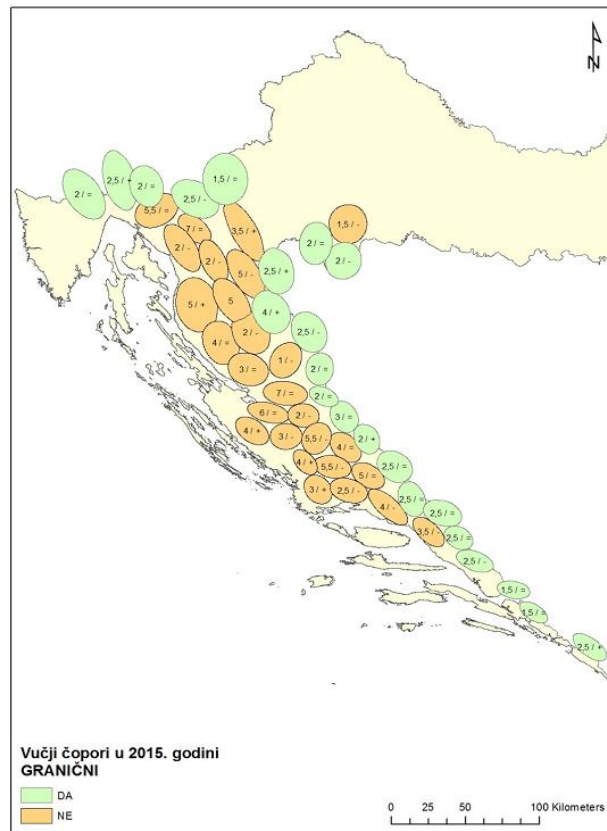 N
2 / =
2,5 / +
2 / =
2,5 / -
1,5 / =
5,5 / =
7 / =
3,5 / +
2 / -
2 / -
5 / -
2,5 / +
2 / =
1,5 / -
2 / -
5 / +
5
4 / +
4 / =
2 / -
2,5 / -
3 / =
1 / -
2 / =
7 / =
2 / =
6 / =
2 / -
3 / =
4 / +
3 / -
5,5 / -
4 / =
2 / +
4 / +
5,5 / -
5 / =
2,5 / =
3 / +
2,5 / -
4 / -
2,5 / =
2,5 / =
3,5 / -
2,5 / =
2,5 / -
1,5 / =
1,5 / =
2,5 / +
Vučji čopori u 2015. godini
GRANIČNI
DA
NE
0 25 50 100 Kilometers